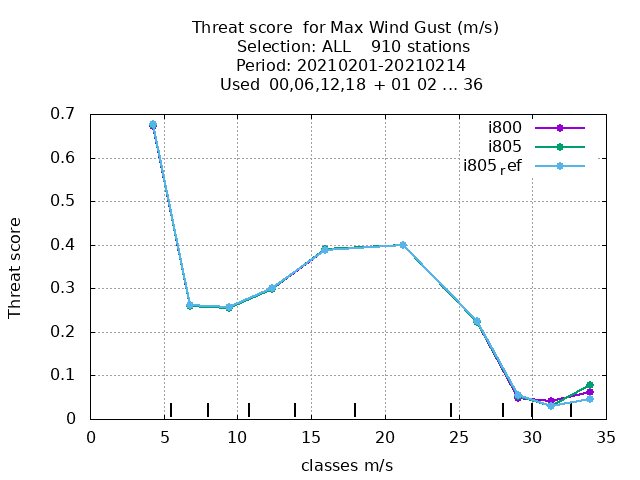 Threat score  for Max Wind Gust (m/s)
Selection: ALL    910 stations
Period: 20210201-20210214
Used  00,06,12,18  + 01 02 ... 36
0.7
0.6
0.5
0.4
0.3
0.2
0.1
0
Threat score
i800
i805
i805ref
0 5 10 15 20 25 30 35
classes m/s